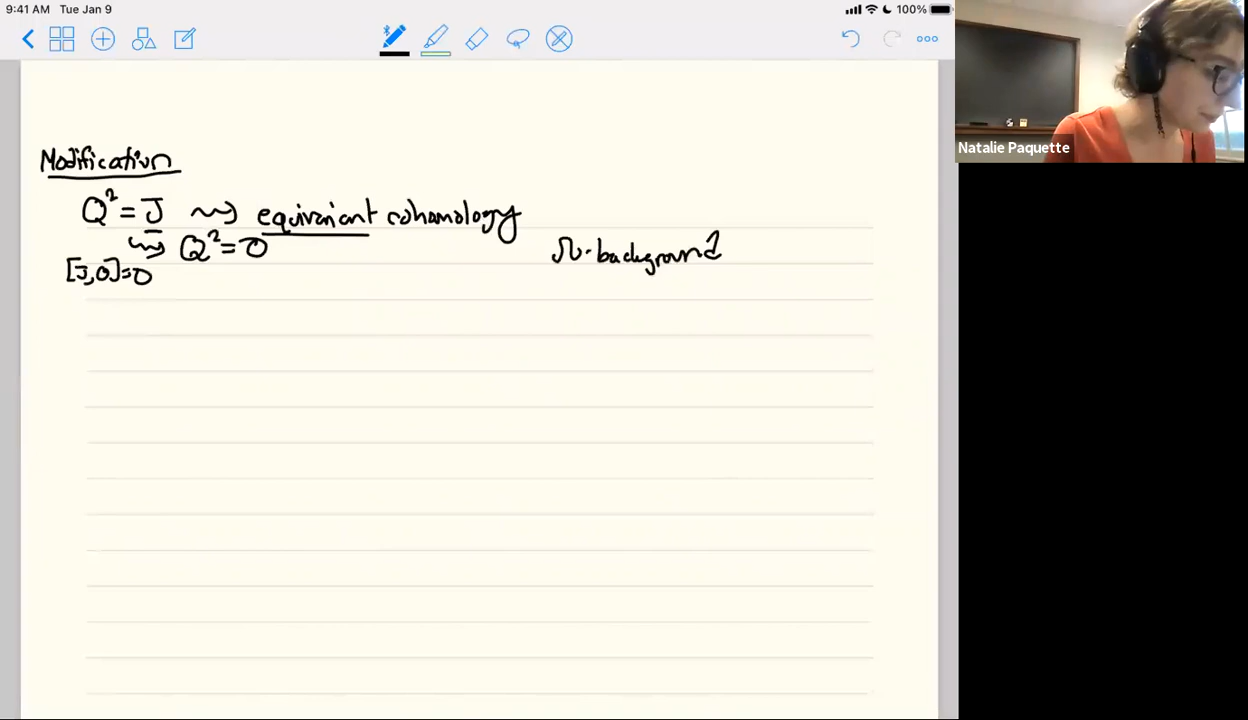 9:41 AM Tue Jan 9
100%
Natalie Paquette
Modification
Q² = J ⇝ equivariant cohomology
⇝ Q² = 0
Ω-background
[J,O]=0